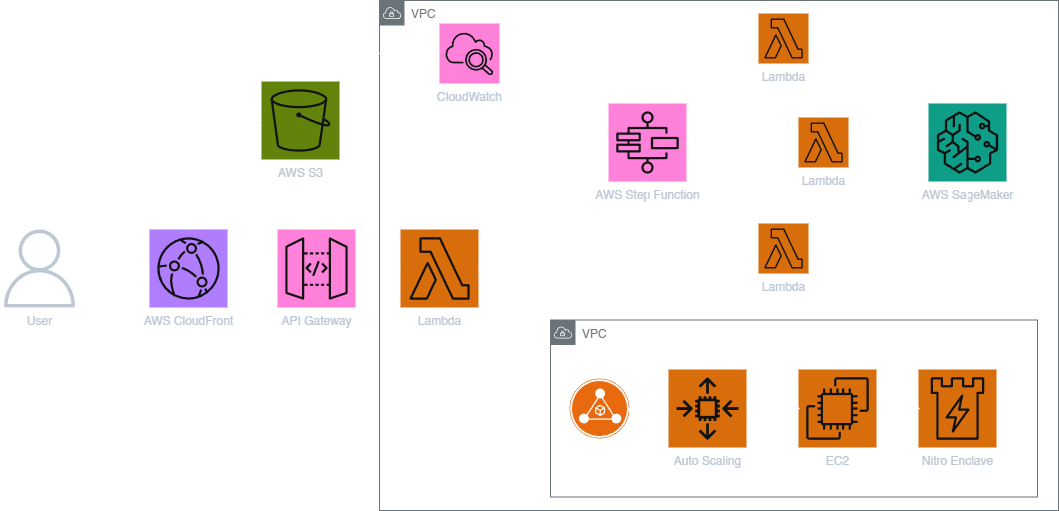 VPC
CloudWatch
Lambda
AWS S3
AWS Step Function
Lambda
AWS SageMaker
User
AWS CloudFront
</>
API Gateway
Lambda
Lambda
VPC
Auto Scaling
EC2
Nitro Enclave